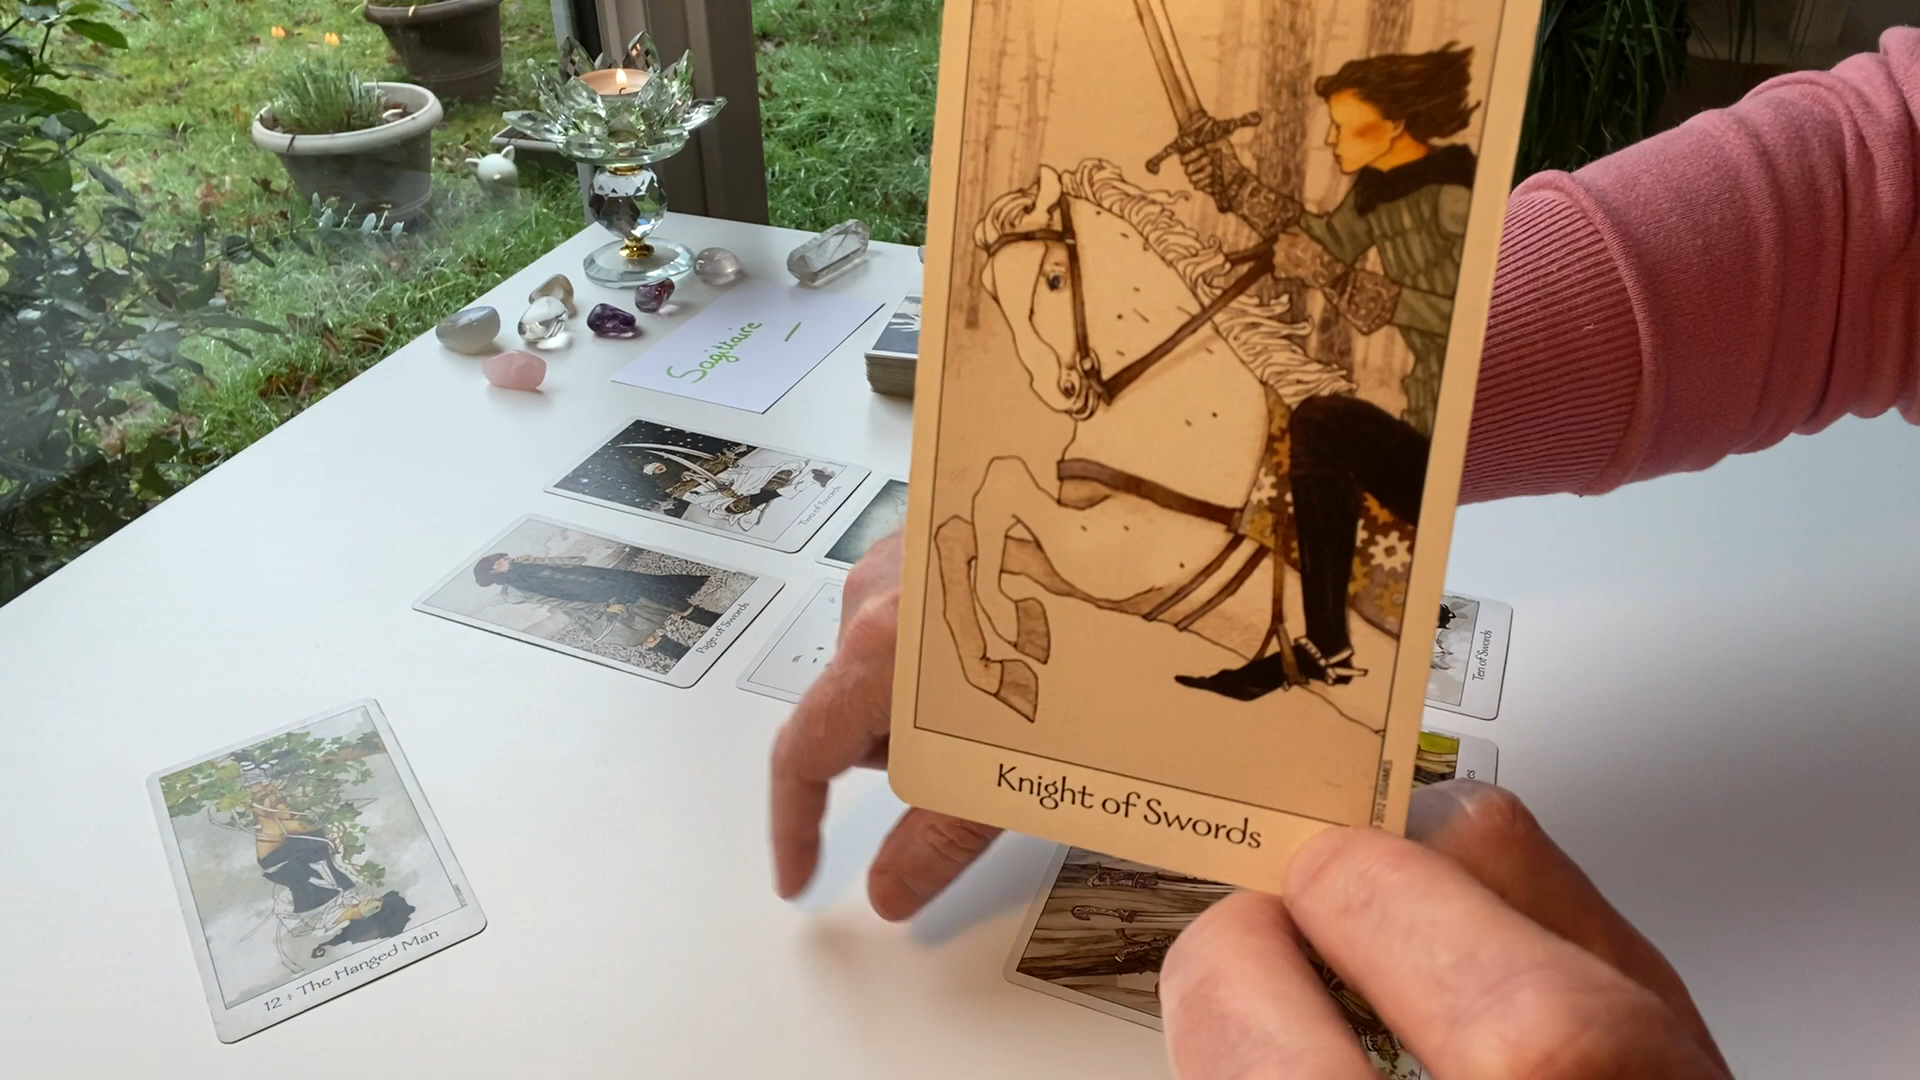 Sagittaire
Two of Swords
Page of Swords
Ten of Swords
Knight of Swords
12 The Hanged Man